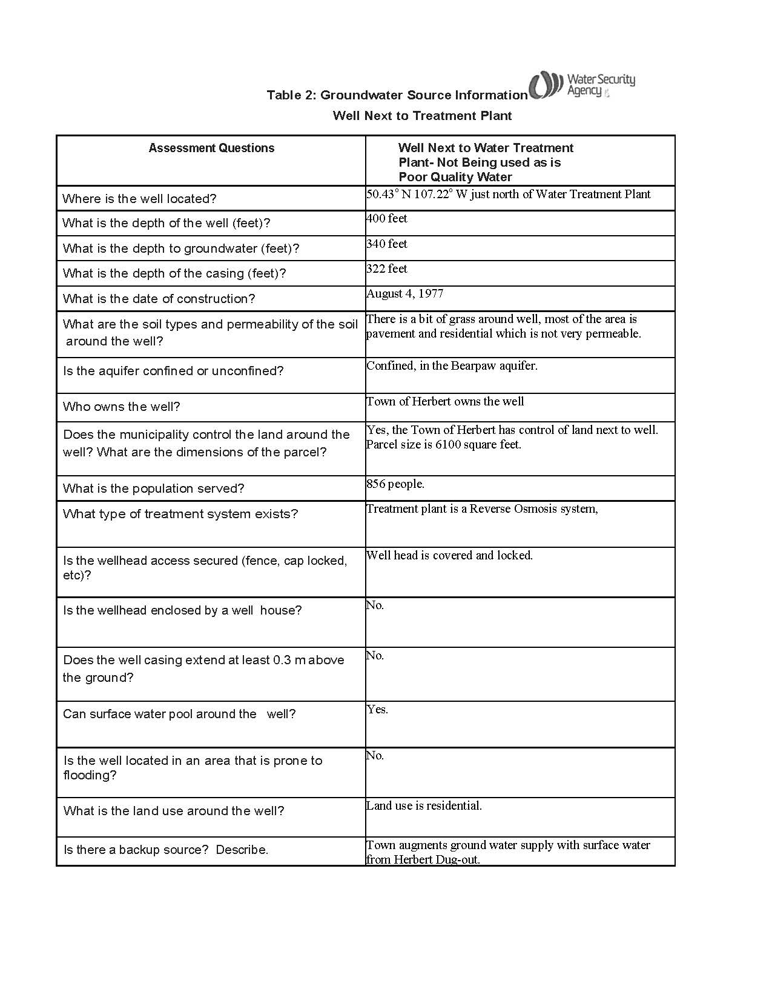 Water Security
Agency
Table 2: Groundwater Source Information
Well Next to Treatment Plant
Assessment Questions
Well Next to Water Treatment
Plant- Not Being used as is
Poor Quality Water
Where is the well located?
50.43° N 107.22° W just north of Water Treatment Plant
What is the depth of the well (feet)?
400 feet
What is the depth to groundwater (feet)?
340 feet
What is the depth of the casing (feet)?
322 feet
What is the date of construction?
August 4, 1977
What are the soil types and permeability of the soil
around the well?
There is a bit of grass around well, most of the area is
pavement and residential which is not very permeable.
Is the aquifer confined or unconfined?
Confined, in the Bearpaw aquifer.
Who owns the well?
Town of Herbert owns the well
Does the municipality control the land around the
well? What are the dimensions of the parcel?
Yes, the Town of Herbert has control of land next to well.
Parcel size is 6100 square feet.
What is the population served?
856 people.
What type of treatment system exists?
Treatment plant is a Reverse Osmosis system,
Is the wellhead access secured (fence, cap locked,
etc)?
Well head is covered and locked.
Is the wellhead enclosed by a well house?
No.
Does the well casing extend at least 0.3 m above
the ground?
No.
Can surface water pool around the well?
Yes.
Is the well located in an area that is prone to
flooding?
No.
What is the land use around the well?
Land use is residential.
Is there a backup source? Describe.
Town augments ground water supply with surface water
from Herbert Dug-out.